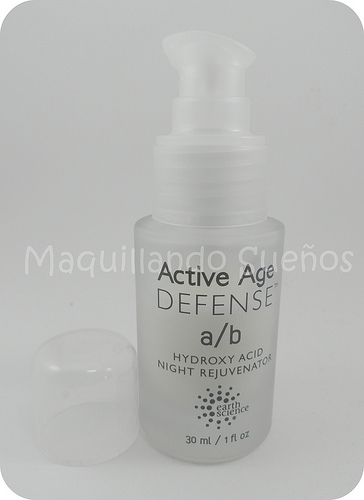 Maquillando Sueños
Active Age
DEFENSE™
a/b
HYDROXY ACID
NIGHT REJUVENATOR
earth
science
30 ml / 1 fl oz